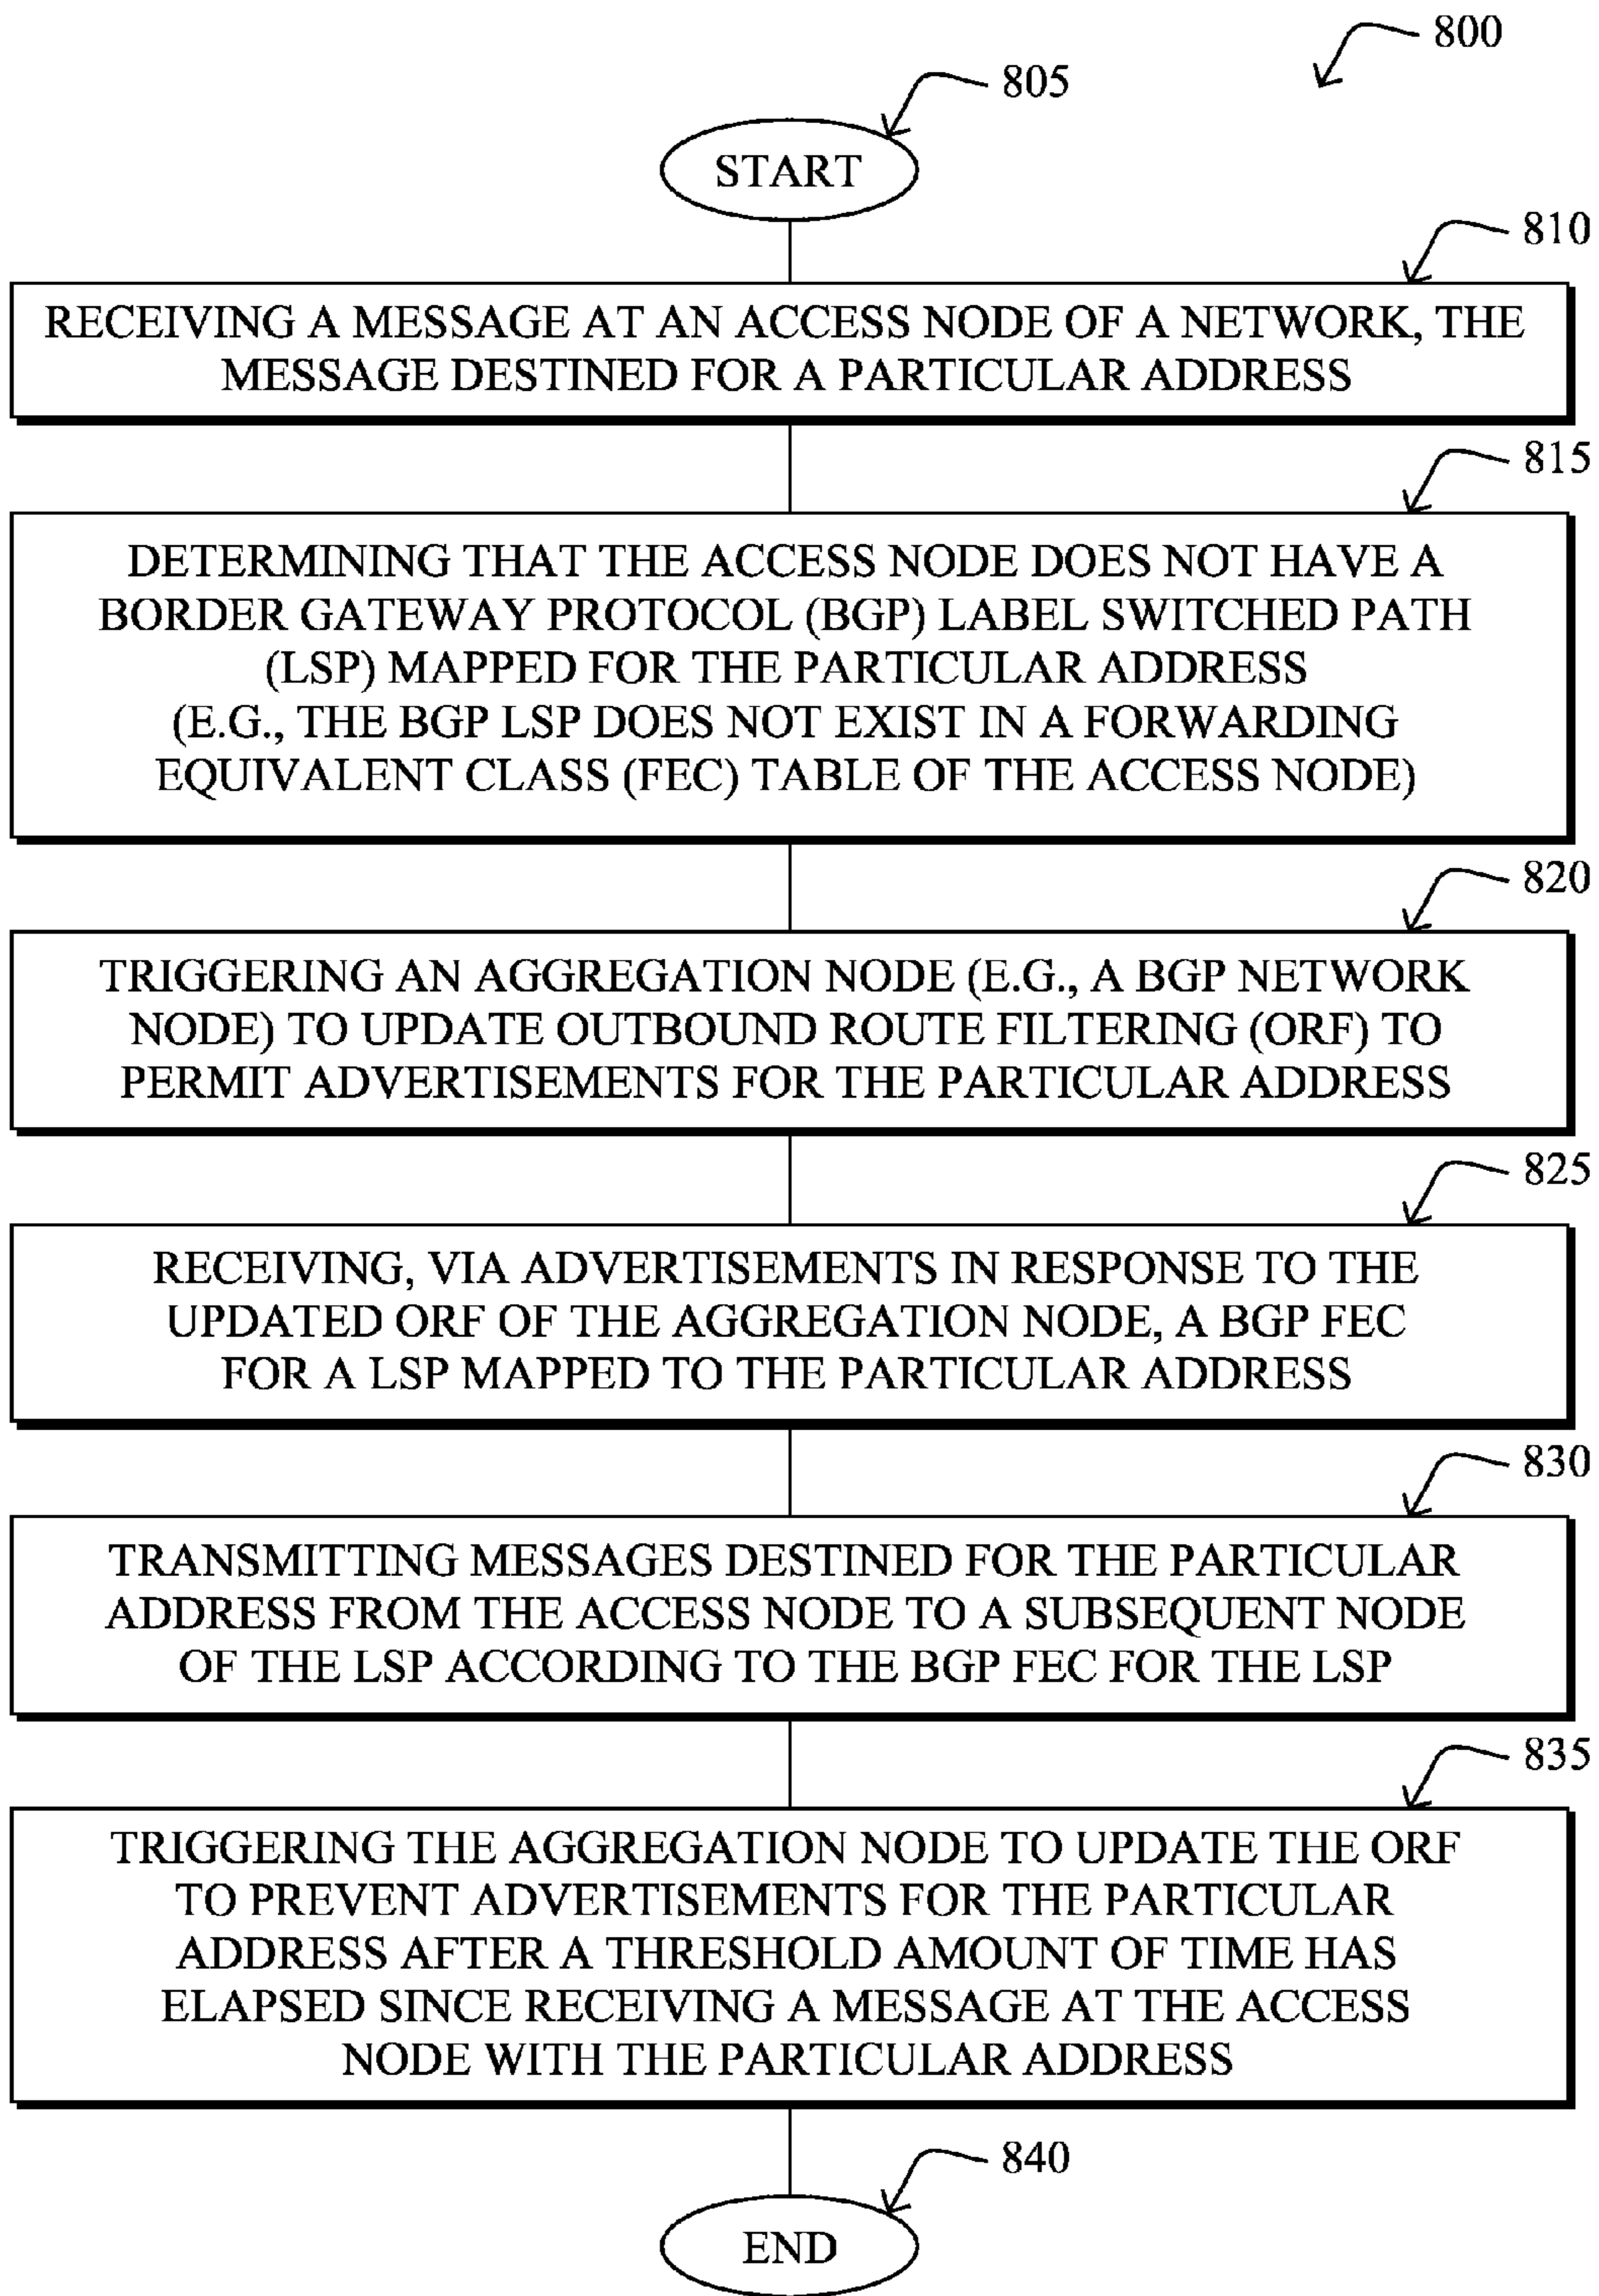 800
805
START
810
RECEIVING A MESSAGE AT AN ACCESS NODE OF A NETWORK, THE
MESSAGE DESTINED FOR A PARTICULAR ADDRESS
815
DETERMINING THAT THE ACCESS NODE DOES NOT HAVE A
BORDER GATEWAY PROTOCOL (BGP) LABEL SWITCHED PATH
(LSP) MAPPED FOR THE PARTICULAR ADDRESS
(E.G., THE BGP LSP DOES NOT EXIST IN A FORWARDING
EQUIVALENT CLASS (FEC) TABLE OF THE ACCESS NODE)
820
TRIGGERING AN AGGREGATION NODE (E.G., A BGP NETWORK
NODE) TO UPDATE OUTBOUND ROUTE FILTERING (ORF) TO
PERMIT ADVERTISEMENTS FOR THE PARTICULAR ADDRESS
825
RECEIVING, VIA ADVERTISEMENTS IN RESPONSE TO THE
UPDATED ORF OF THE AGGREGATION NODE, A BGP FEC
FOR A LSP MAPPED TO THE PARTICULAR ADDRESS
830
TRANSMITTING MESSAGES DESTINED FOR THE PARTICULAR
ADDRESS FROM THE ACCESS NODE TO A SUBSEQUENT NODE
OF THE LSP ACCORDING TO THE BGP FEC FOR THE LSP
835
TRIGGERING THE AGGREGATION NODE TO UPDATE THE ORF
TO PREVENT ADVERTISEMENTS FOR THE PARTICULAR
ADDRESS AFTER A THRESHOLD AMOUNT OF TIME HAS
ELAPSED SINCE RECEIVING A MESSAGE AT THE ACCESS
NODE WITH THE PARTICULAR ADDRESS
840
END